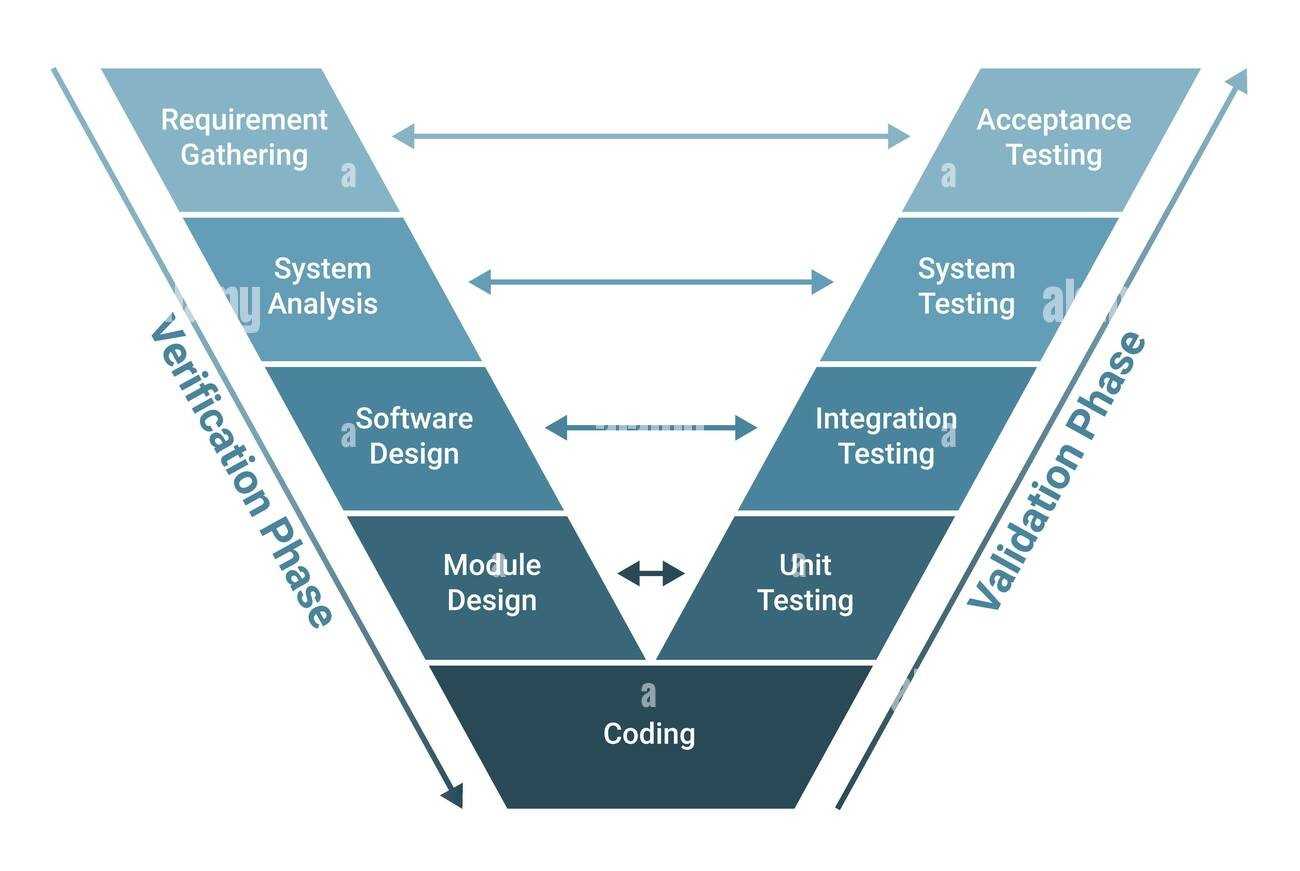 Requirement
Gathering
Acceptance
Testing
System
Analysis
System
Testing
Software
Design
Integration
Testing
Module
Design
Unit
Testing
Coding
Verification Phase
Validation Phase
a
a
a
a
a
a
a